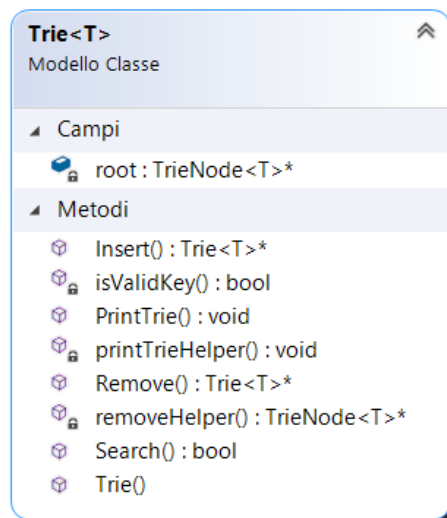 Trie<T>
Modello Classe
Campi
root : TrieNode<T>*
Metodi
Insert() : Trie<T>*
isValidKey() : bool
PrintTrie() : void
printTrieHelper() : void
Remove() : Trie<T>*
removeHelper() : TrieNode<T>*
Search() : bool
Trie()